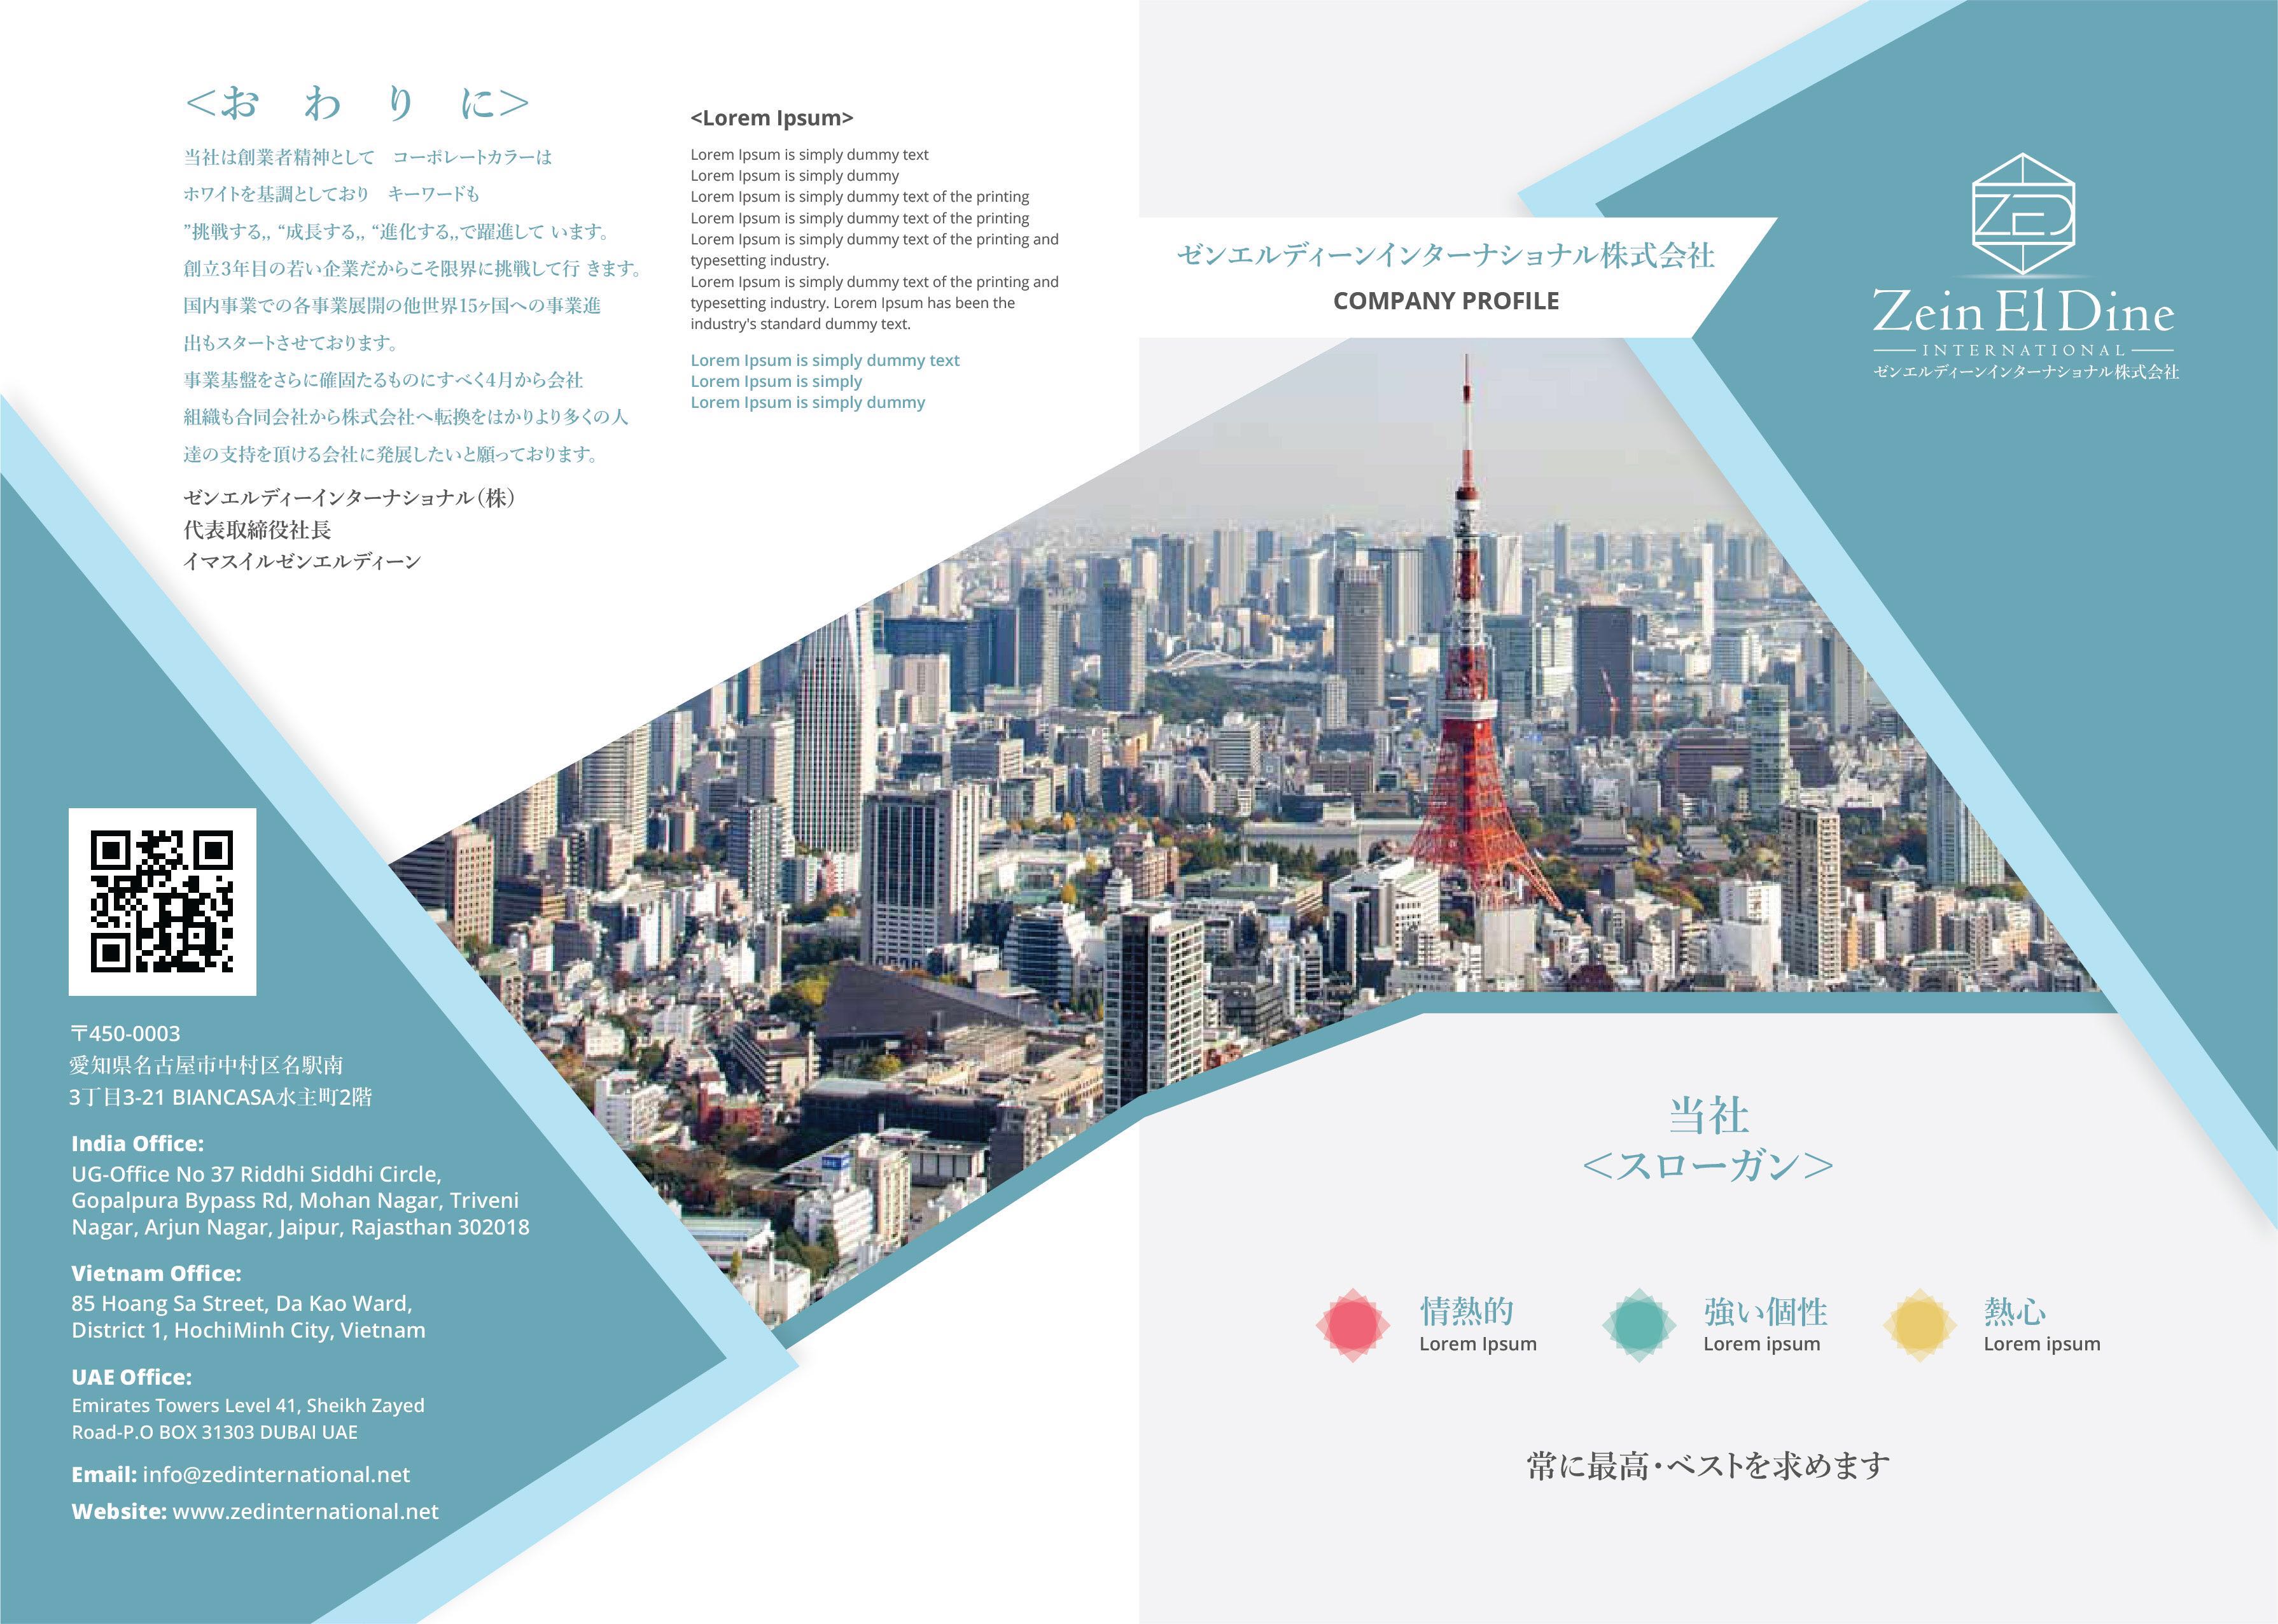 ＜お　わ　り　に＞
当社は創業者精神として　コーポレートカラーは
ホワイトを基調としており　キーワードも
”挑戦する,, “成長する,, “進化する,,で躍進して います。
創立3年目の若い企業だからこそ限界に挑戦して行 きます。
国内事業での各事業展開の他世界15ヶ国への事業進
出もスタートさせております。
事業基盤をさらに確固たるものにすべく4月から会社
組織も合同会社から株式会社へ転換をはかりより多くの人
達の支持を頂ける会社に発展したいと願っております。
ゼンエルディーインターナショナル（株）
代表取締役社長
イマスイルゼンエルディーン
<Lorem Ipsum>
Lorem Ipsum is simply dummy text
Lorem Ipsum is simply dummy
Lorem Ipsum is simply dummy text of the printing
Lorem Ipsum is simply dummy text of the printing
Lorem Ipsum is simply dummy text of the printing and
typesetting industry.
Lorem Ipsum is simply dummy text of the printing and
typesetting industry. Lorem Ipsum has been the
industry's standard dummy text.
Lorem Ipsum is simply dummy text
Lorem Ipsum is simply
Lorem Ipsum is simply dummy
〒450-0003
愛知県名古屋市中村区名駅南
3丁目3-21 BIANCASA水主町2階
India Office:
UG-Office No 37 Riddhi Siddhi Circle,
Gopalpura Bypass Rd, Mohan Nagar, Triveni
Nagar, Arjun Nagar, Jaipur, Rajasthan 302018
Vietnam Office:
85 Hoang Sa Street, Da Kao Ward,
District 1, HochiMinh City, Vietnam
UAE Office:
Emirates Towers Level 41, Sheikh Zayed
Road-P.O BOX 31303 DUBAI UAE
Email: info@zedinternational.net
Website: www.zedinternational.net
ゼンエルディーンインターナショナル株式会社
COMPANY PROFILE
ZED
Zein El Dine
INTERNATIONAL
ゼンエルディーンインターナショナル株式会社
当社
＜スローガン＞
情熱的
Lorem Ipsum
強い個性
Lorem ipsum
熱心
Lorem ipsum
常に最高・ベストを求めます